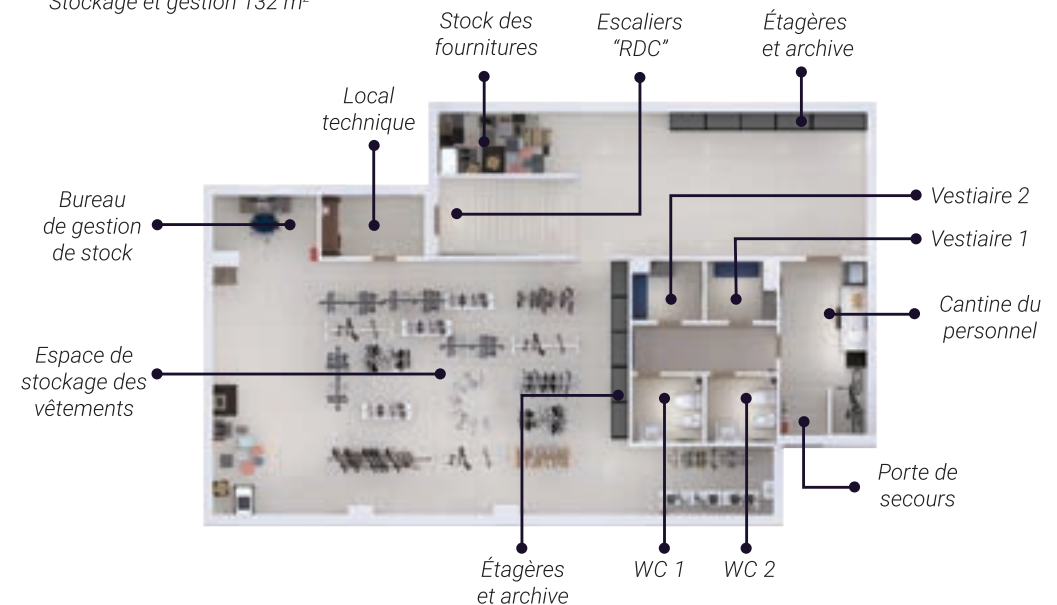 Stockage et gestion 132 m²
Stock des
fournitures
Escaliers
“RDC”
Étagères
et archive
Local
technique
Bureau
de gestion
de stock
Vestiaire 2
Vestiaire 1
Cantine du
personnel
Espace de
stockage des
vêtements
Porte de
secours
Étagères
et archive
WC 1
WC 2